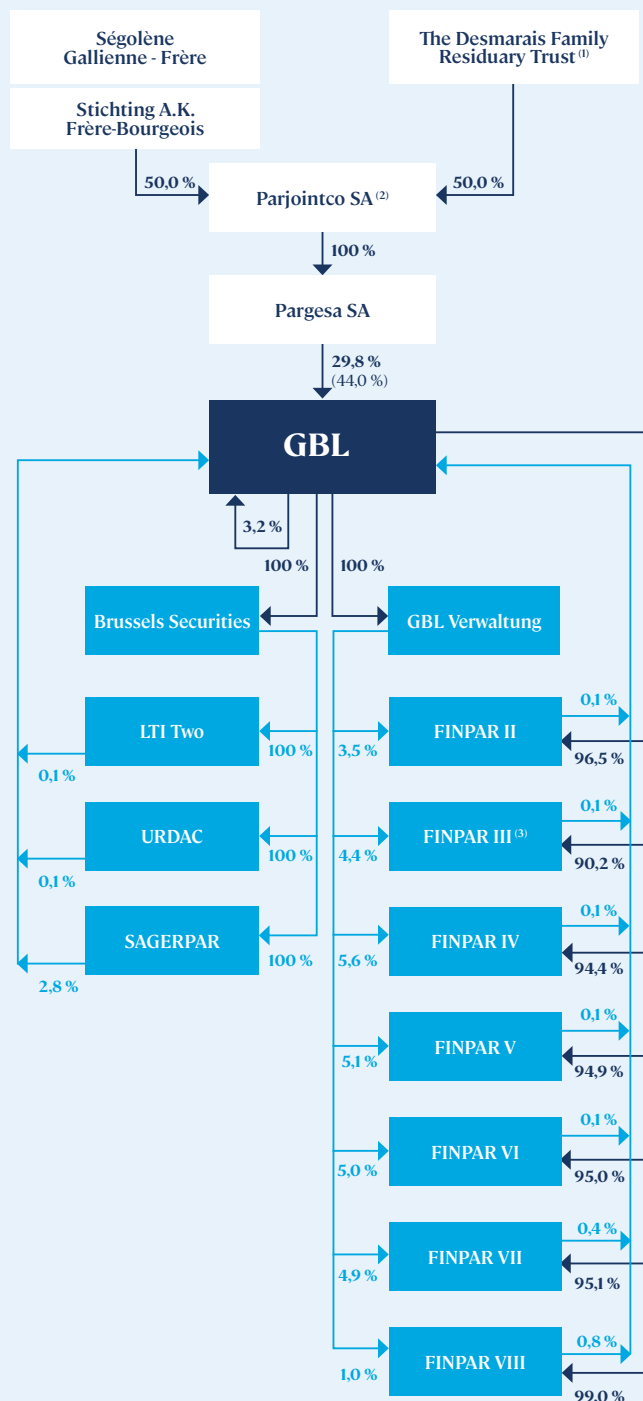 Ségolène
Gallienne - Frère
The Desmarais Family
Residuary Trust (1)
Stichting A.K.
Frère-Bourgeois
50,0 %
50,0 %
Parjointco SA (2)
100 %
Pargesa SA
29,8 %
(44,0 %)
GBL
3,2 %
100 %
100 %
Brussels Securities
GBL Verwaltung
LTI Two
100 %
0,1 %
URDAC
100 %
0,1 %
SAGERPAR
100 %
2,8 %
3,5 %
FINPAR II
0,1 %
96,5 %
4,4 %
FINPAR III (3)
0,1 %
90,2 %
5,6 %
FINPAR IV
0,1 %
94,4 %
5,1 %
FINPAR V
0,1 %
94,9 %
5,0 %
FINPAR VI
0,1 %
95,0 %
4,9 %
FINPAR VII
0,4 %
95,1 %
1,0 %
FINPAR VIII
0,8 %
99,0 %